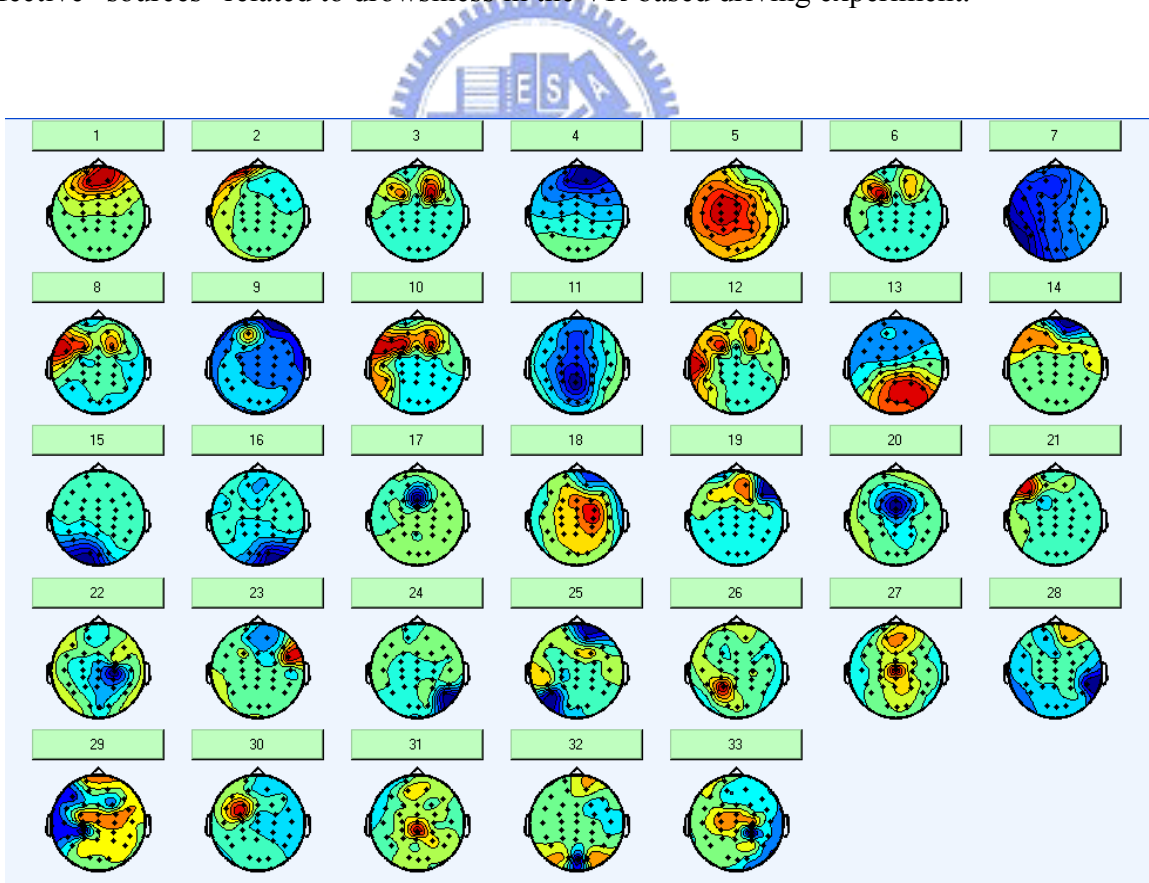 "sources" related to drowsiness in the VR-based driving experiment.
E S A
1 2 3 4 5 6 7
8 9 10 11 12 13 14
15 16 17 18 19 20 21
22 23 24 25 26 27 28
29 30 31 32 33